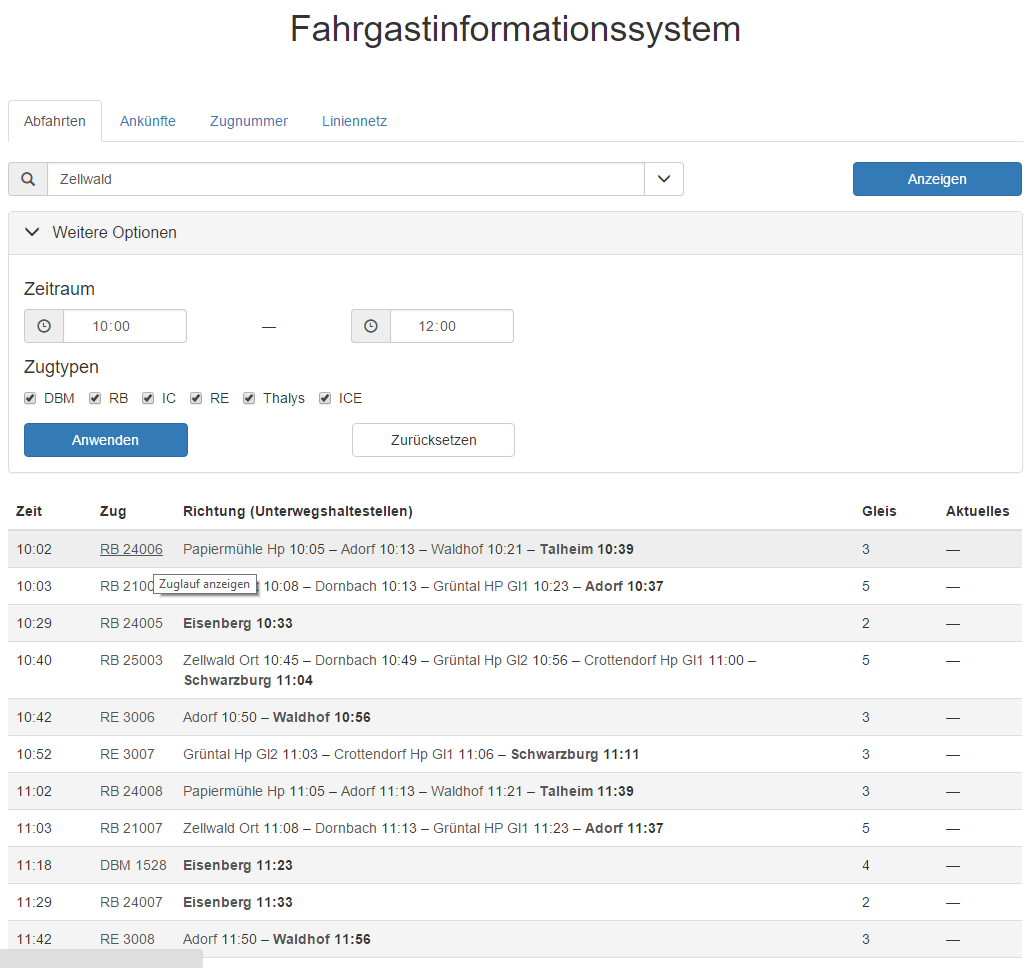 Fahrgastinformationssystem
Abfahrten Ankünfte Zugnummer Liniennetz
Zellwald Anzeigen
Weitere Optionen
Zeitraum
10:00 — 12:00
Zugtypen
DBM RB IC RE Thalys ICE
Anwenden Zurücksetzen
Zeit Zug Richtung (Unterwegshaltestellen) Gleis Aktuelles
10:02 RB 24006 Papiermühle Hp 10:05 – Adorf 10:13 – Waldhof 10:21 – Talheim 10:39 3 —
Zuglauf anzeigen
10:03 RB 2100 10:08 – Dornbach 10:13 – Grüntal HP Gl1 10:23 – Adorf 10:37 5 —
10:29 RB 24005 Eisenberg 10:33 2 —
10:40 RB 25003 Zellwald Ort 10:45 – Dornbach 10:49 – Grüntal Hp Gl2 10:56 – Crottendorf Hp Gl1 11:00 – 5 —
Schwarzburg 11:04
10:42 RE 3006 Adorf 10:50 – Waldhof 10:56 3 —
10:52 RE 3007 Grüntal Hp Gl2 11:03 – Crottendorf Hp Gl1 11:06 – Schwarzburg 11:11 3 —
11:02 RB 24008 Papiermühle Hp 11:05 – Adorf 11:13 – Waldhof 11:21 – Talheim 11:39 3 —
11:03 RB 21007 Zellwald Ort 11:08 – Dornbach 11:13 – Grüntal HP Gl1 11:23 – Adorf 11:37 5 —
11:18 DBM 1528 Eisenberg 11:23 4 —
11:29 RB 24007 Eisenberg 11:33 2 —
11:42 RE 3008 Adorf 11:50 – Waldhof 11:56 3 —